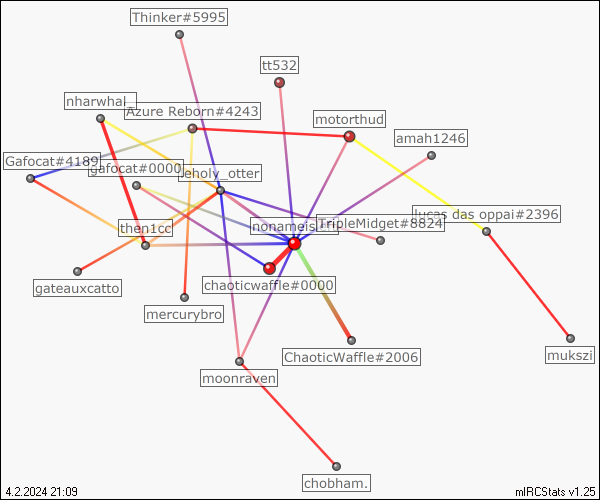 Thinker#5995
tt532
nharwhal_
Azure Reborn#4243
motorthud
amah1246
Gafocat#4189
gafocat#0000
eholy_otter
lucas das oppai#2396
TripleMidget#8824
then1cc
chaoticwaffle#0000
gateauxcatto
mercurybro
ChaoticWaffle#2006
mukszi
moonraven
chobham.
4.2.2024 21:09
mIRCStats v1.25